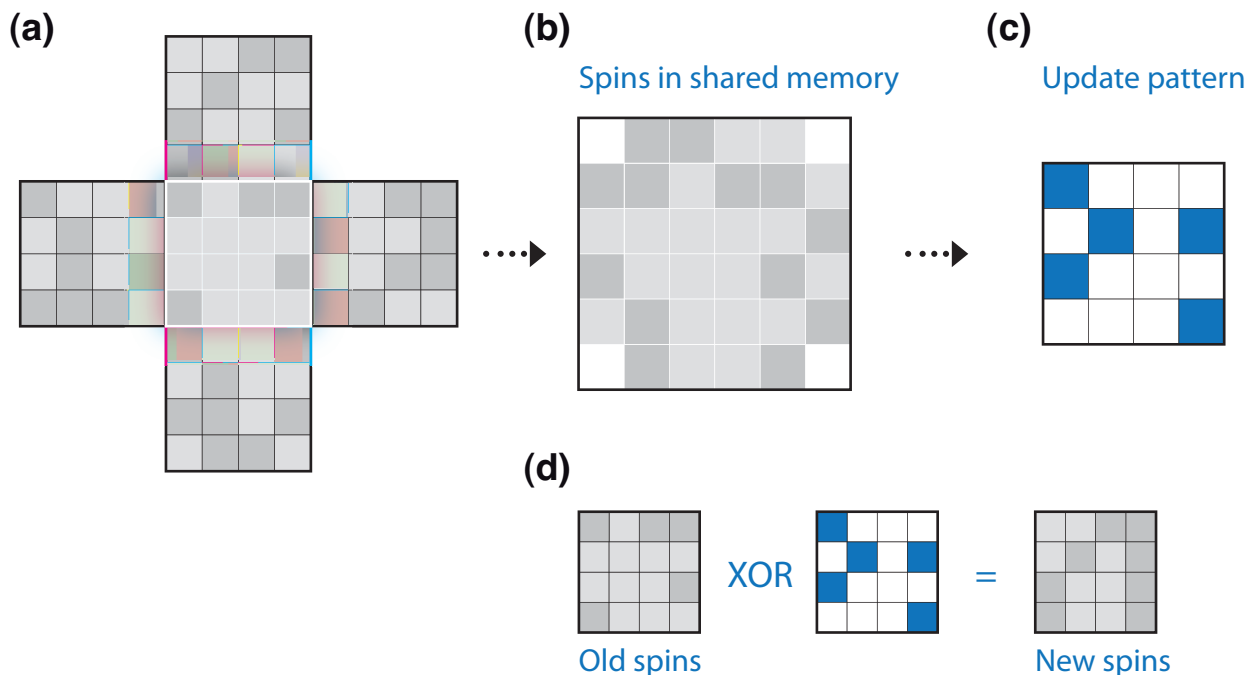 (a)
(b)
(c)
Spins in shared memory
Update pattern
(d)
XOR
=
Old spins
New spins